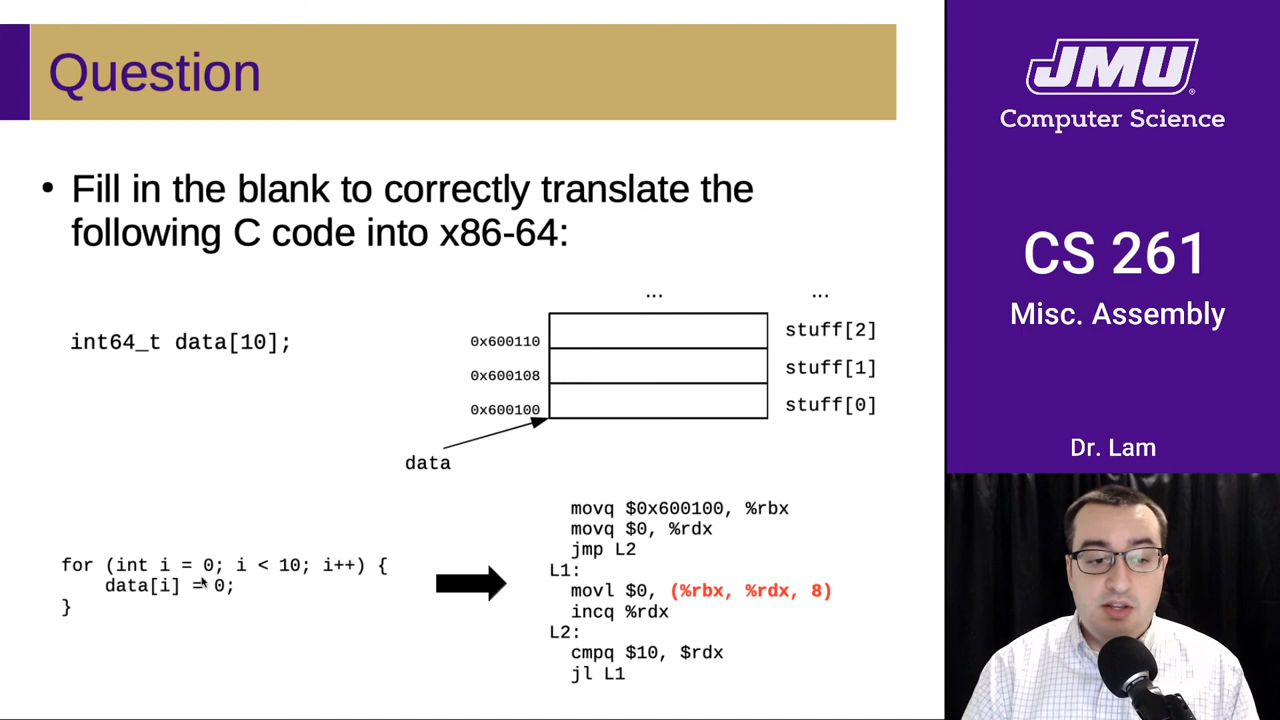 Question
• Fill in the blank to correctly translate the
following C code into x86-64:
int64_t data[10];
... ...
0x600110 stuff[2]
0x600108 stuff[1]
0x600100 stuff[0]
data
for (int i = 0; i < 10; i++) {
data[i] = 0;
}
movq $0x600100, %rbx
movq $0, %rdx
jmp L2
L1:
movl $0, (%rbx, %rdx, 8)
incq %rdx
L2:
cmpq $10, $rdx
jl L1
JMU®
Computer Science
CS 261
Misc. Assembly
Dr. Lam